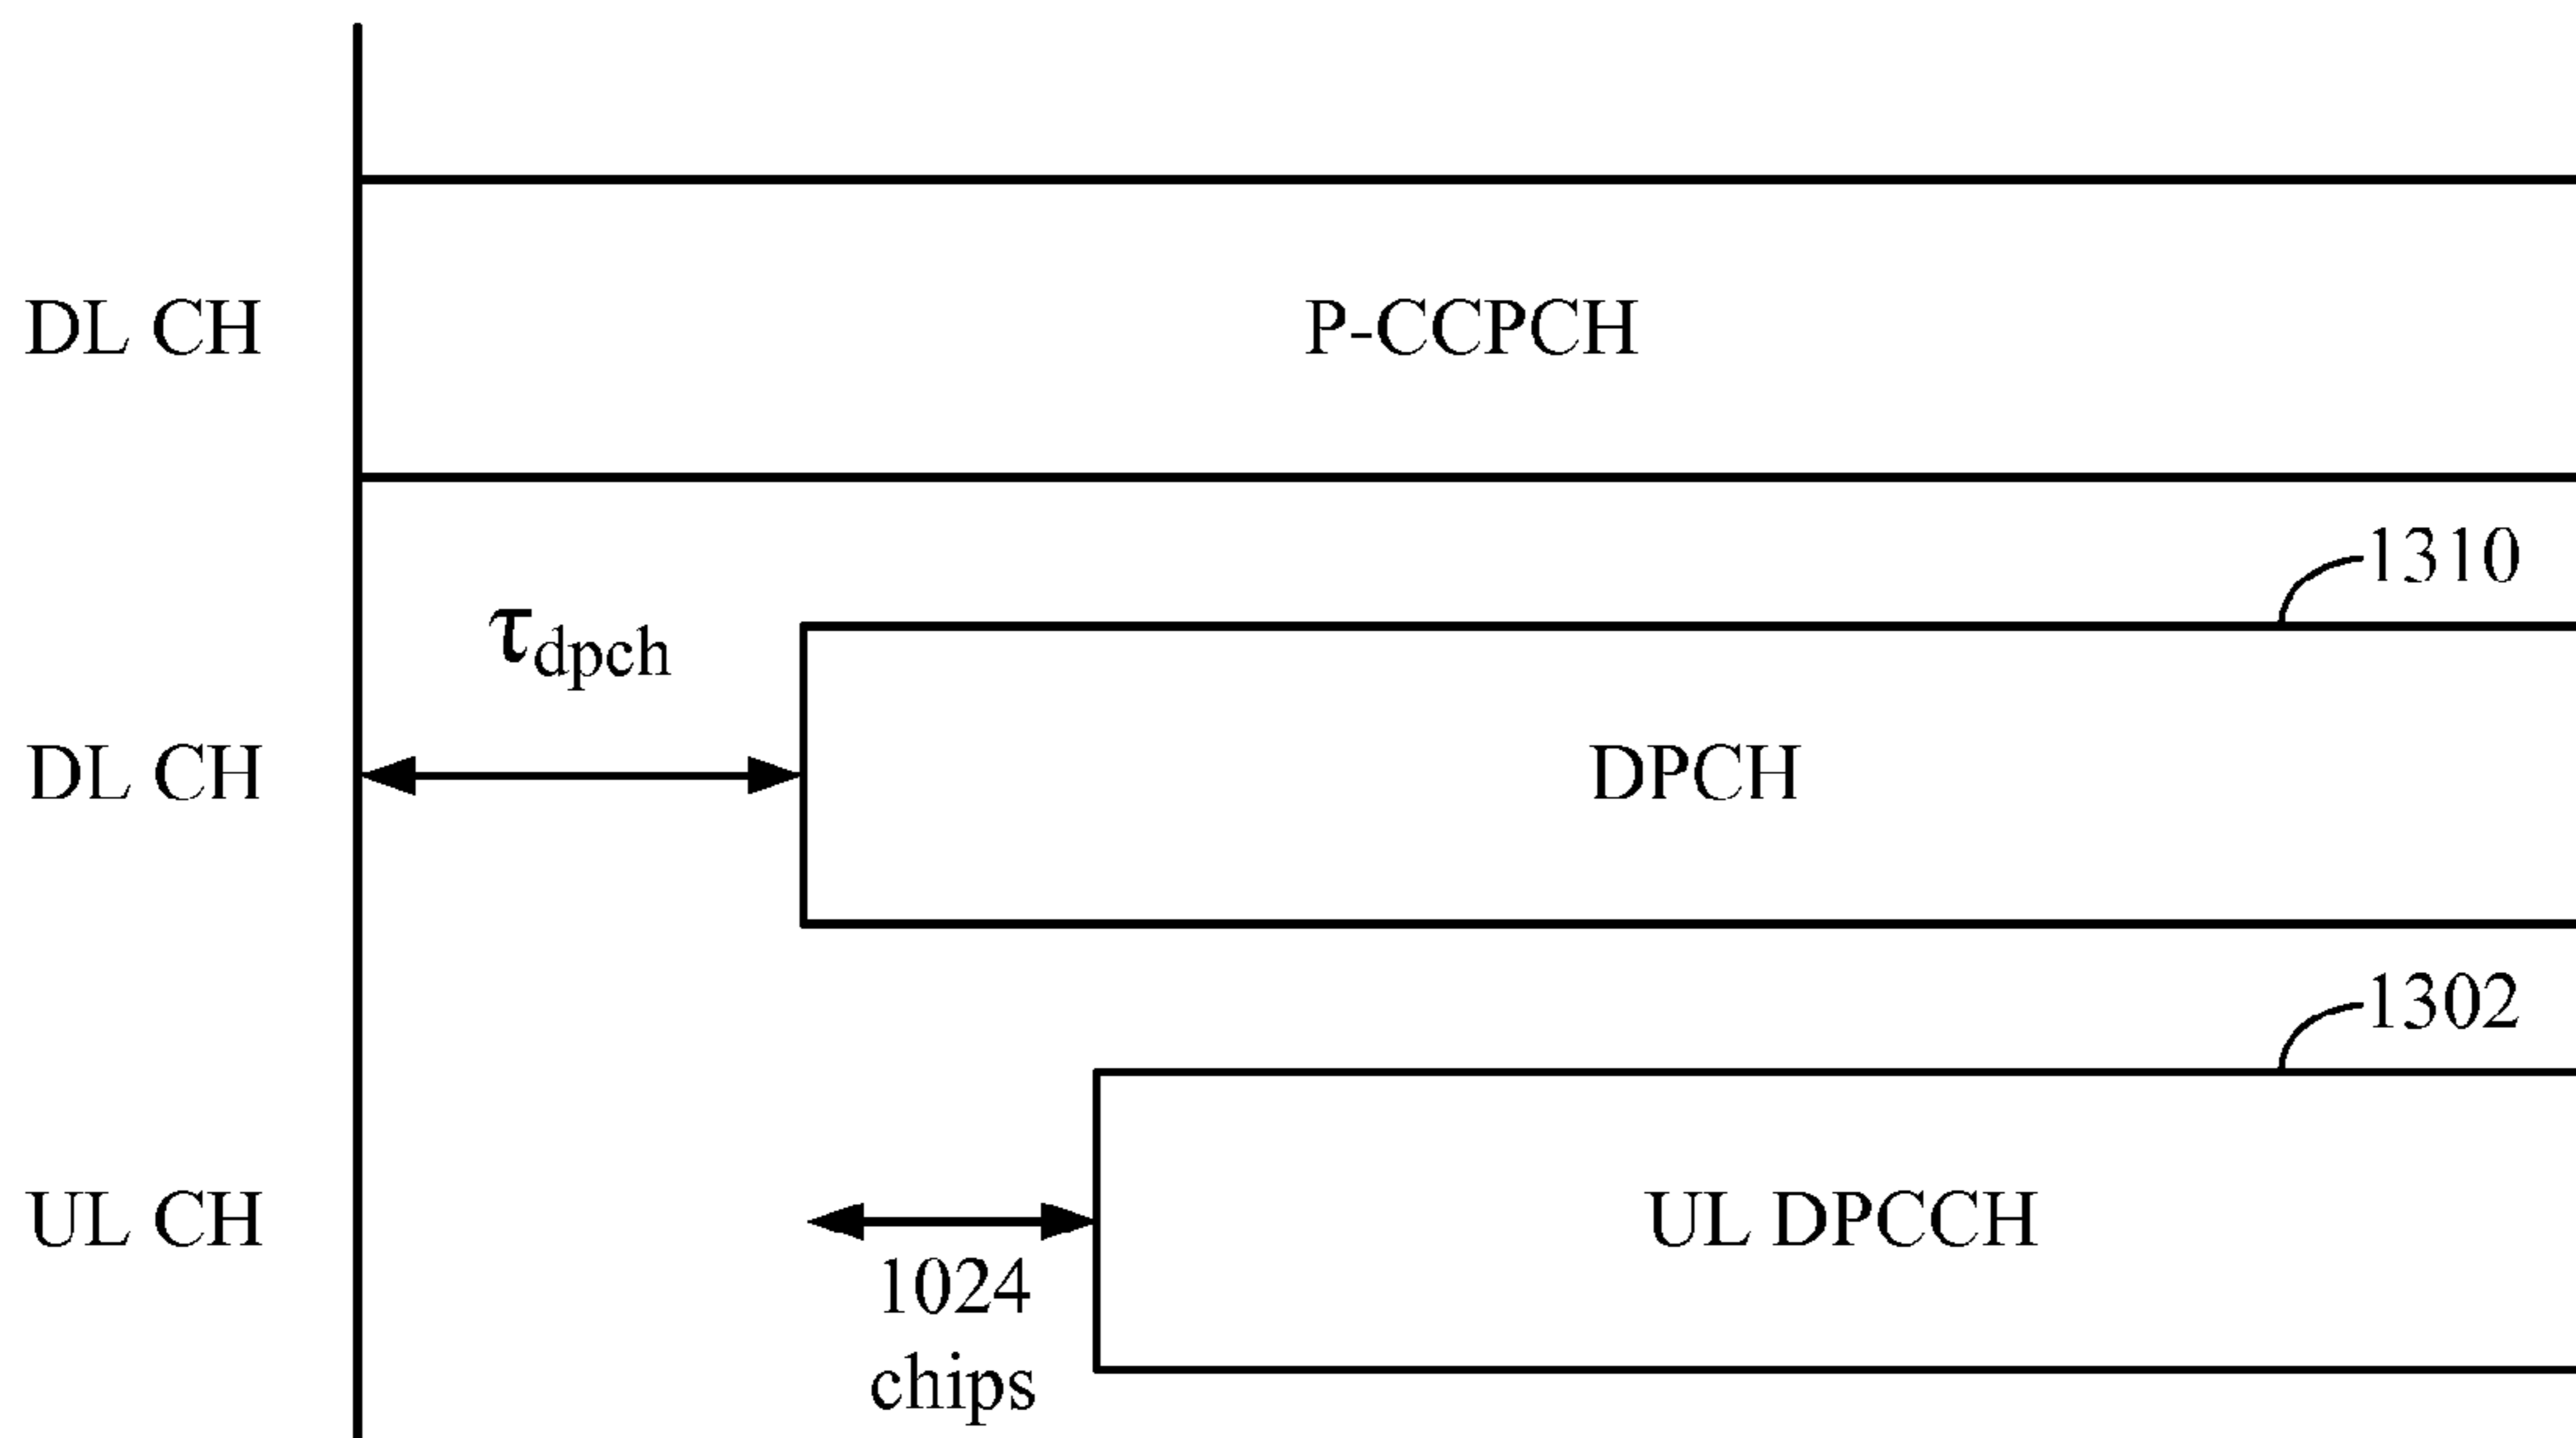 DL CH
P-CCPCH
1310
τdpch
DL CH
DPCH
1302
UL CH
UL DPCCH
1024
chips